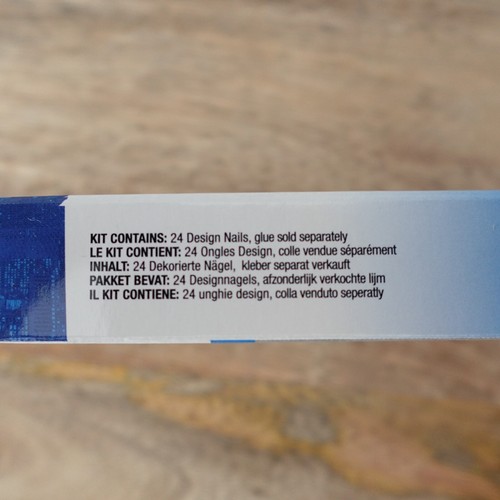 KIT CONTAINS: 24 Design Nails, glue sold separately
LE KIT CONTIENT: 24 Ongles Design, colle vendue séparément
INHALT: 24 Dekorierte Nägel, kleber separat verkauft
PAKKET BEVAT: 24 Designnagels, afzonderlijk verkochte lijm
IL KIT CONTIENE: 24 unghie design, colla venduto seperatly